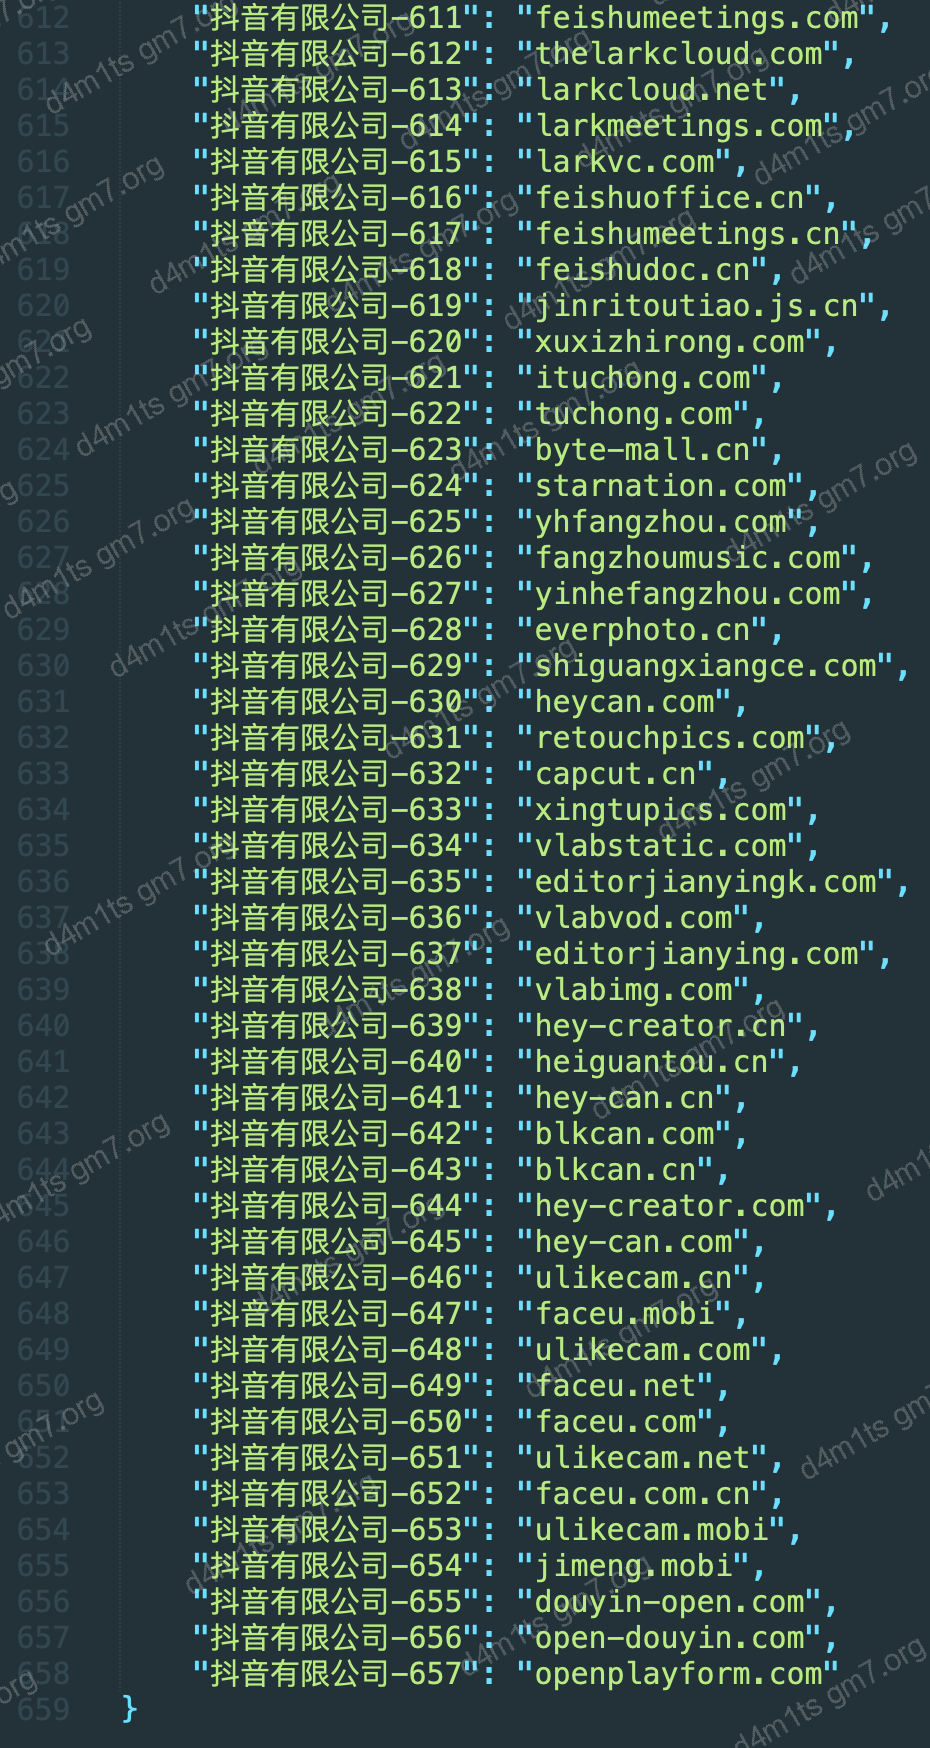 612 "抖音有限公司-611": "feishumeetings.com",
613 "抖音有限公司-612": "thelarkcloud.com",
614 "抖音有限公司-613": "larkcloud.net",
615 "抖音有限公司-614": "larkmeetings.com",
616 "抖音有限公司-615": "larkvc.com",
617 "抖音有限公司-616": "feishuoffice.cn",
618 "抖音有限公司-617": "feishumeetings.cn",
619 "抖音有限公司-618": "feishudoc.cn",
620 "抖音有限公司-619": "jinritoutiao.js.cn",
621 "抖音有限公司-620": "xuxizhirong.com",
622 "抖音有限公司-621": "ituchong.com",
623 "抖音有限公司-622": "tuchong.com",
624 "抖音有限公司-623": "byte-mall.cn",
625 "抖音有限公司-624": "starnation.com",
626 "抖音有限公司-625": "yhfangzhou.com",
627 "抖音有限公司-626": "fangzhoumusic.com",
628 "抖音有限公司-627": "yinhefangzhou.com",
629 "抖音有限公司-628": "everphoto.cn",
630 "抖音有限公司-629": "shiguangxiangce.com",
631 "抖音有限公司-630": "heycan.com",
632 "抖音有限公司-631": "retouchpics.com",
633 "抖音有限公司-632": "capcut.cn",
634 "抖音有限公司-633": "xingtupics.com",
635 "抖音有限公司-634": "vlabstatic.com",
636 "抖音有限公司-635": "editorjianyingk.com",
637 "抖音有限公司-636": "vlabvod.com",
638 "抖音有限公司-637": "editorjianying.com",
639 "抖音有限公司-638": "vlabimg.com",
640 "抖音有限公司-639": "hey-creator.cn",
641 "抖音有限公司-640": "heiguantou.cn",
642 "抖音有限公司-641": "hey-can.cn",
643 "抖音有限公司-642": "blkcan.com",
644 "抖音有限公司-643": "blkcan.cn",
645 "抖音有限公司-644": "hey-creator.com",
646 "抖音有限公司-645": "hey-can.com",
647 "抖音有限公司-646": "ulikecam.cn",
648 "抖音有限公司-647": "faceu.mobi",
649 "抖音有限公司-648": "ulikecam.com",
650 "抖音有限公司-649": "faceu.net",
651 "抖音有限公司-650": "faceu.com",
652 "抖音有限公司-651": "ulikecam.net",
653 "抖音有限公司-652": "faceu.com.cn",
654 "抖音有限公司-653": "ulikecam.mobi",
655 "抖音有限公司-654": "jimeng.mobi",
656 "抖音有限公司-655": "douyin-open.com",
657 "抖音有限公司-656": "open-douyin.com",
658 "抖音有限公司-657": "openplayform.com"
659 }
d4m1ts gm7.org